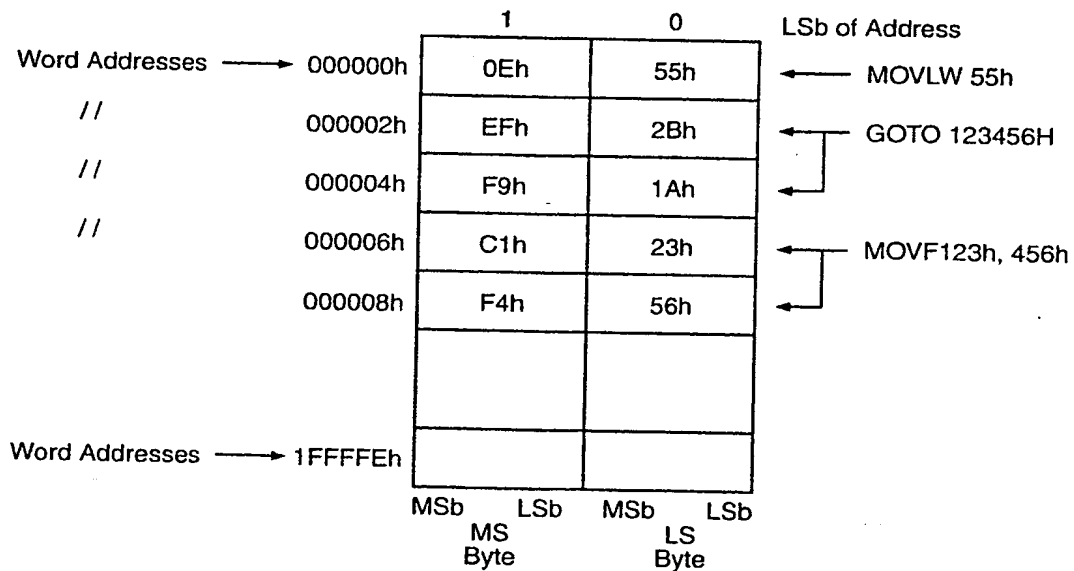 1 0 LSb of Address
Word Addresses 000000h 0Eh 55h MOVLW 55h
// 000002h EFh 2Bh GOTO 123456H
// 000004h F9h 1Ah
// 000006h C1h 23h MOVF123h, 456h
000008h F4h 56h
Word Addresses 1FFFFEh
MSb LSb MSb LSb
MS LS
Byte Byte